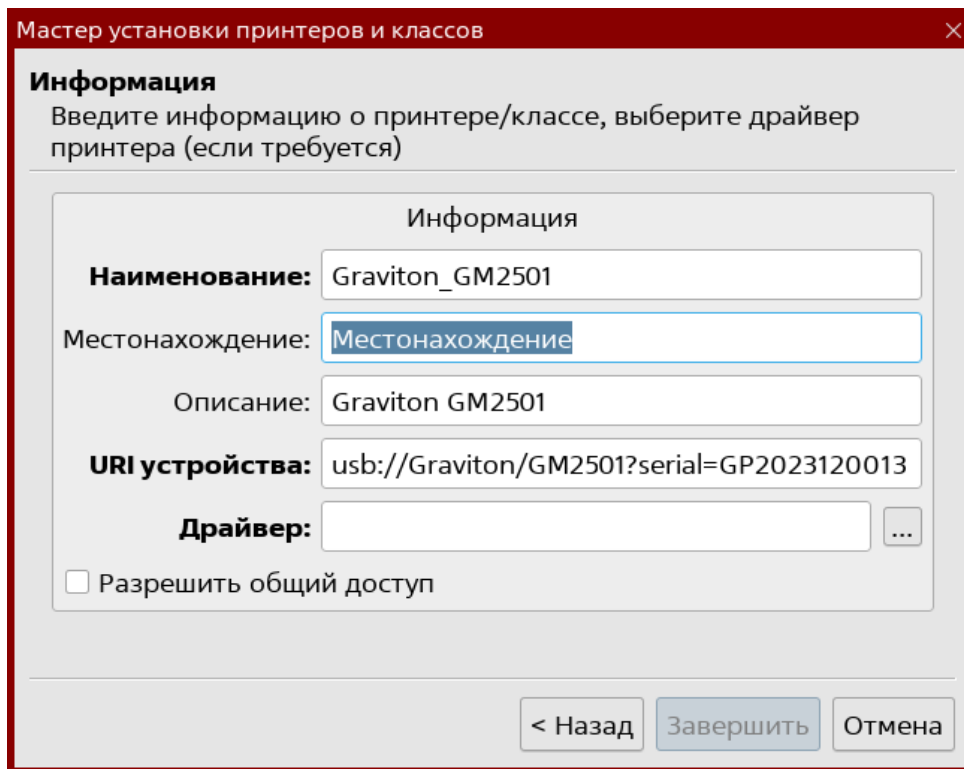 Мастер установки принтеров и классов
Информация
Введите информацию о принтере/классе, выберите драйвер
принтера (если требуется)
Информация
Наименование: Graviton_GM2501
Местонахождение: Местонахождение
Описание: Graviton GM2501
URI устройства: usb://Graviton/GM2501?serial=GP2023120013
Драйвер: ...
Разрешить общий доступ
< Назад Завершить Отмена